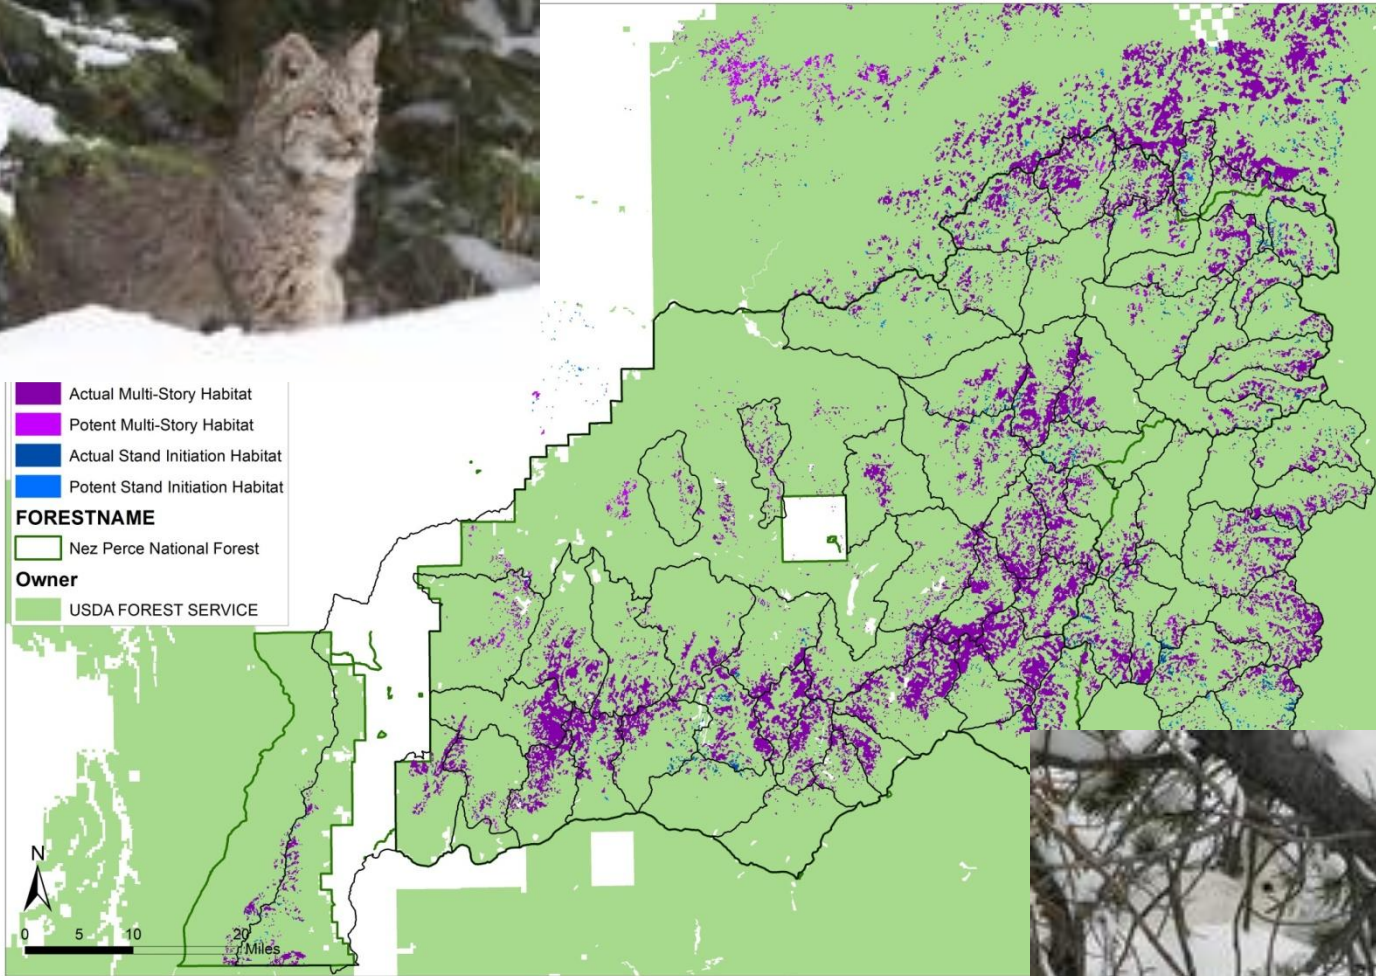 Actual Multi-Story Habitat
Potent Multi-Story Habitat
Actual Stand Initiation Habitat
Potent Stand Initiation Habitat
FORESTNAME
Nez Perce National Forest
Owner
USDA FOREST SERVICE
N
0 5 10 20
Miles